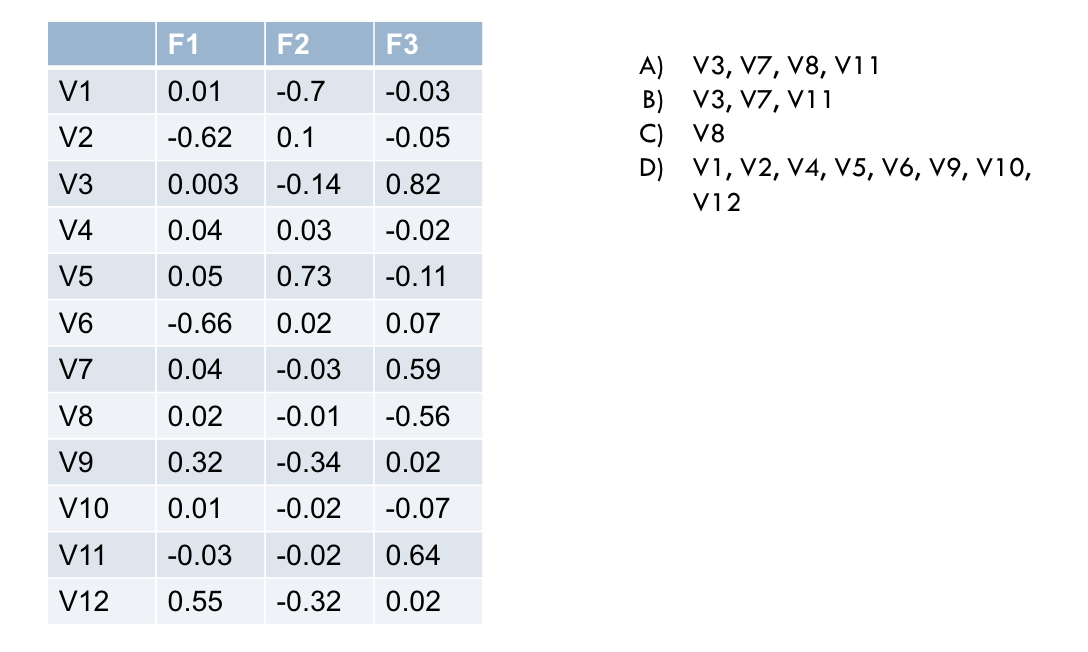 F1 F2 F3
V1 0.01 -0.7 -0.03
V2 -0.62 0.1 -0.05
V3 0.003 -0.14 0.82
V4 0.04 0.03 -0.02
V5 0.05 0.73 -0.11
V6 -0.66 0.02 0.07
V7 0.04 -0.03 0.59
V8 0.02 -0.01 -0.56
V9 0.32 -0.34 0.02
V10 0.01 -0.02 -0.07
V11 -0.03 -0.02 0.64
V12 0.55 -0.32 0.02
A) V3, V7, V8, V11
B) V3, V7, V11
C) V8
D) V1, V2, V4, V5, V6, V9, V10,
V12